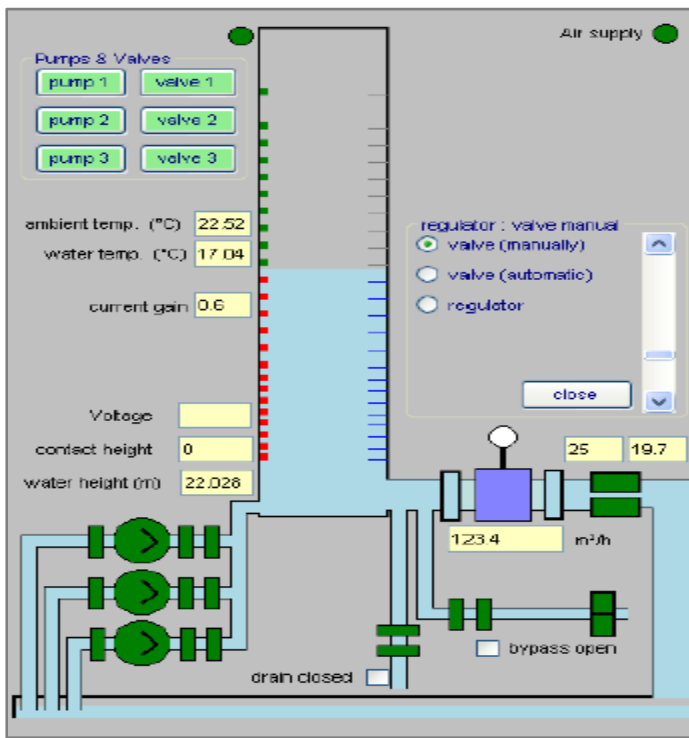 Air supply
Pumps & Valves
pump 1 valve 1
pump 2 valve 2
pump 3 valve 3
ambient temp. (°C) 22.52
water temp. (°C) 17.04
regulator : valve manual
valve (manually)
valve (automatic)
regulator
current gain 0.6
close
Voltage
contact height 0
25 19.7
water height (m) 22.028
123.4 m³/h
bypass open
drain closed